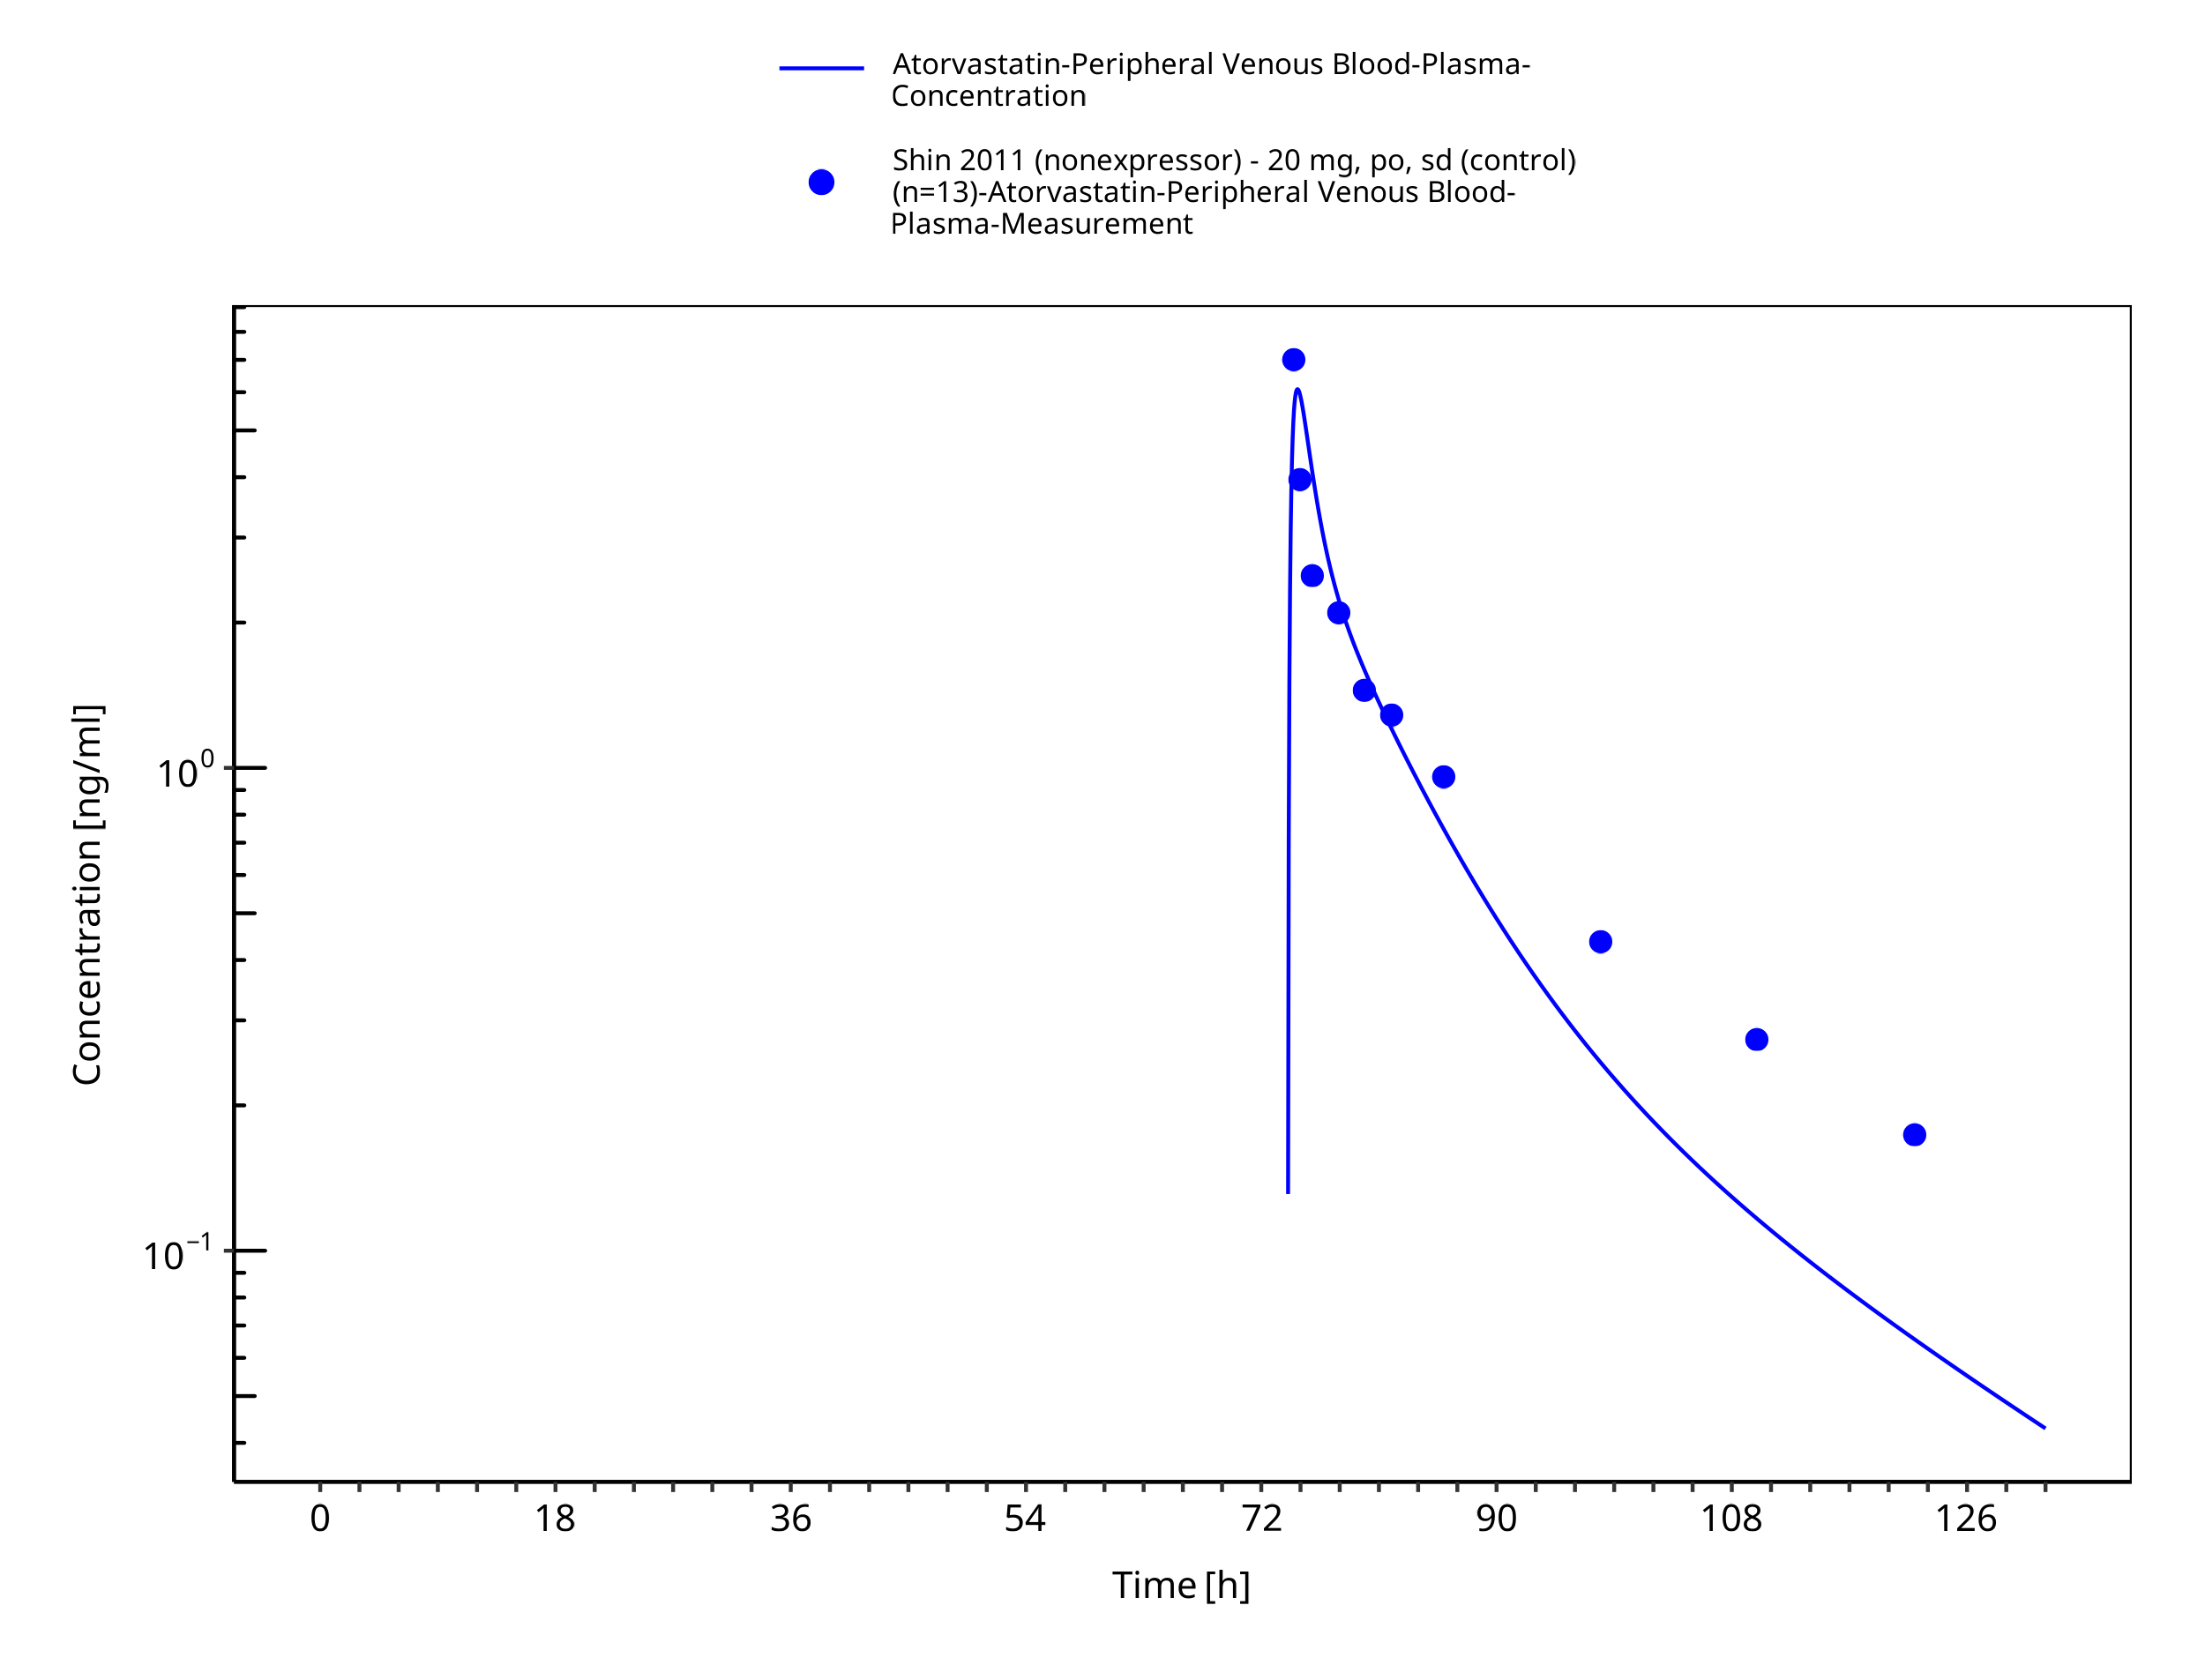 Atorvastatin-Peripheral Venous Blood-Plasma-
Concentration
Shin 2011 (nonexpressor) - 20 mg, po, sd (control)
(n=13)-Atorvastatin-Peripheral Venous Blood-
Plasma-Measurement
Concentration [ng/ml]
10⁰
10⁻¹
0 18 36 54 72 90 108 126
Time [h]